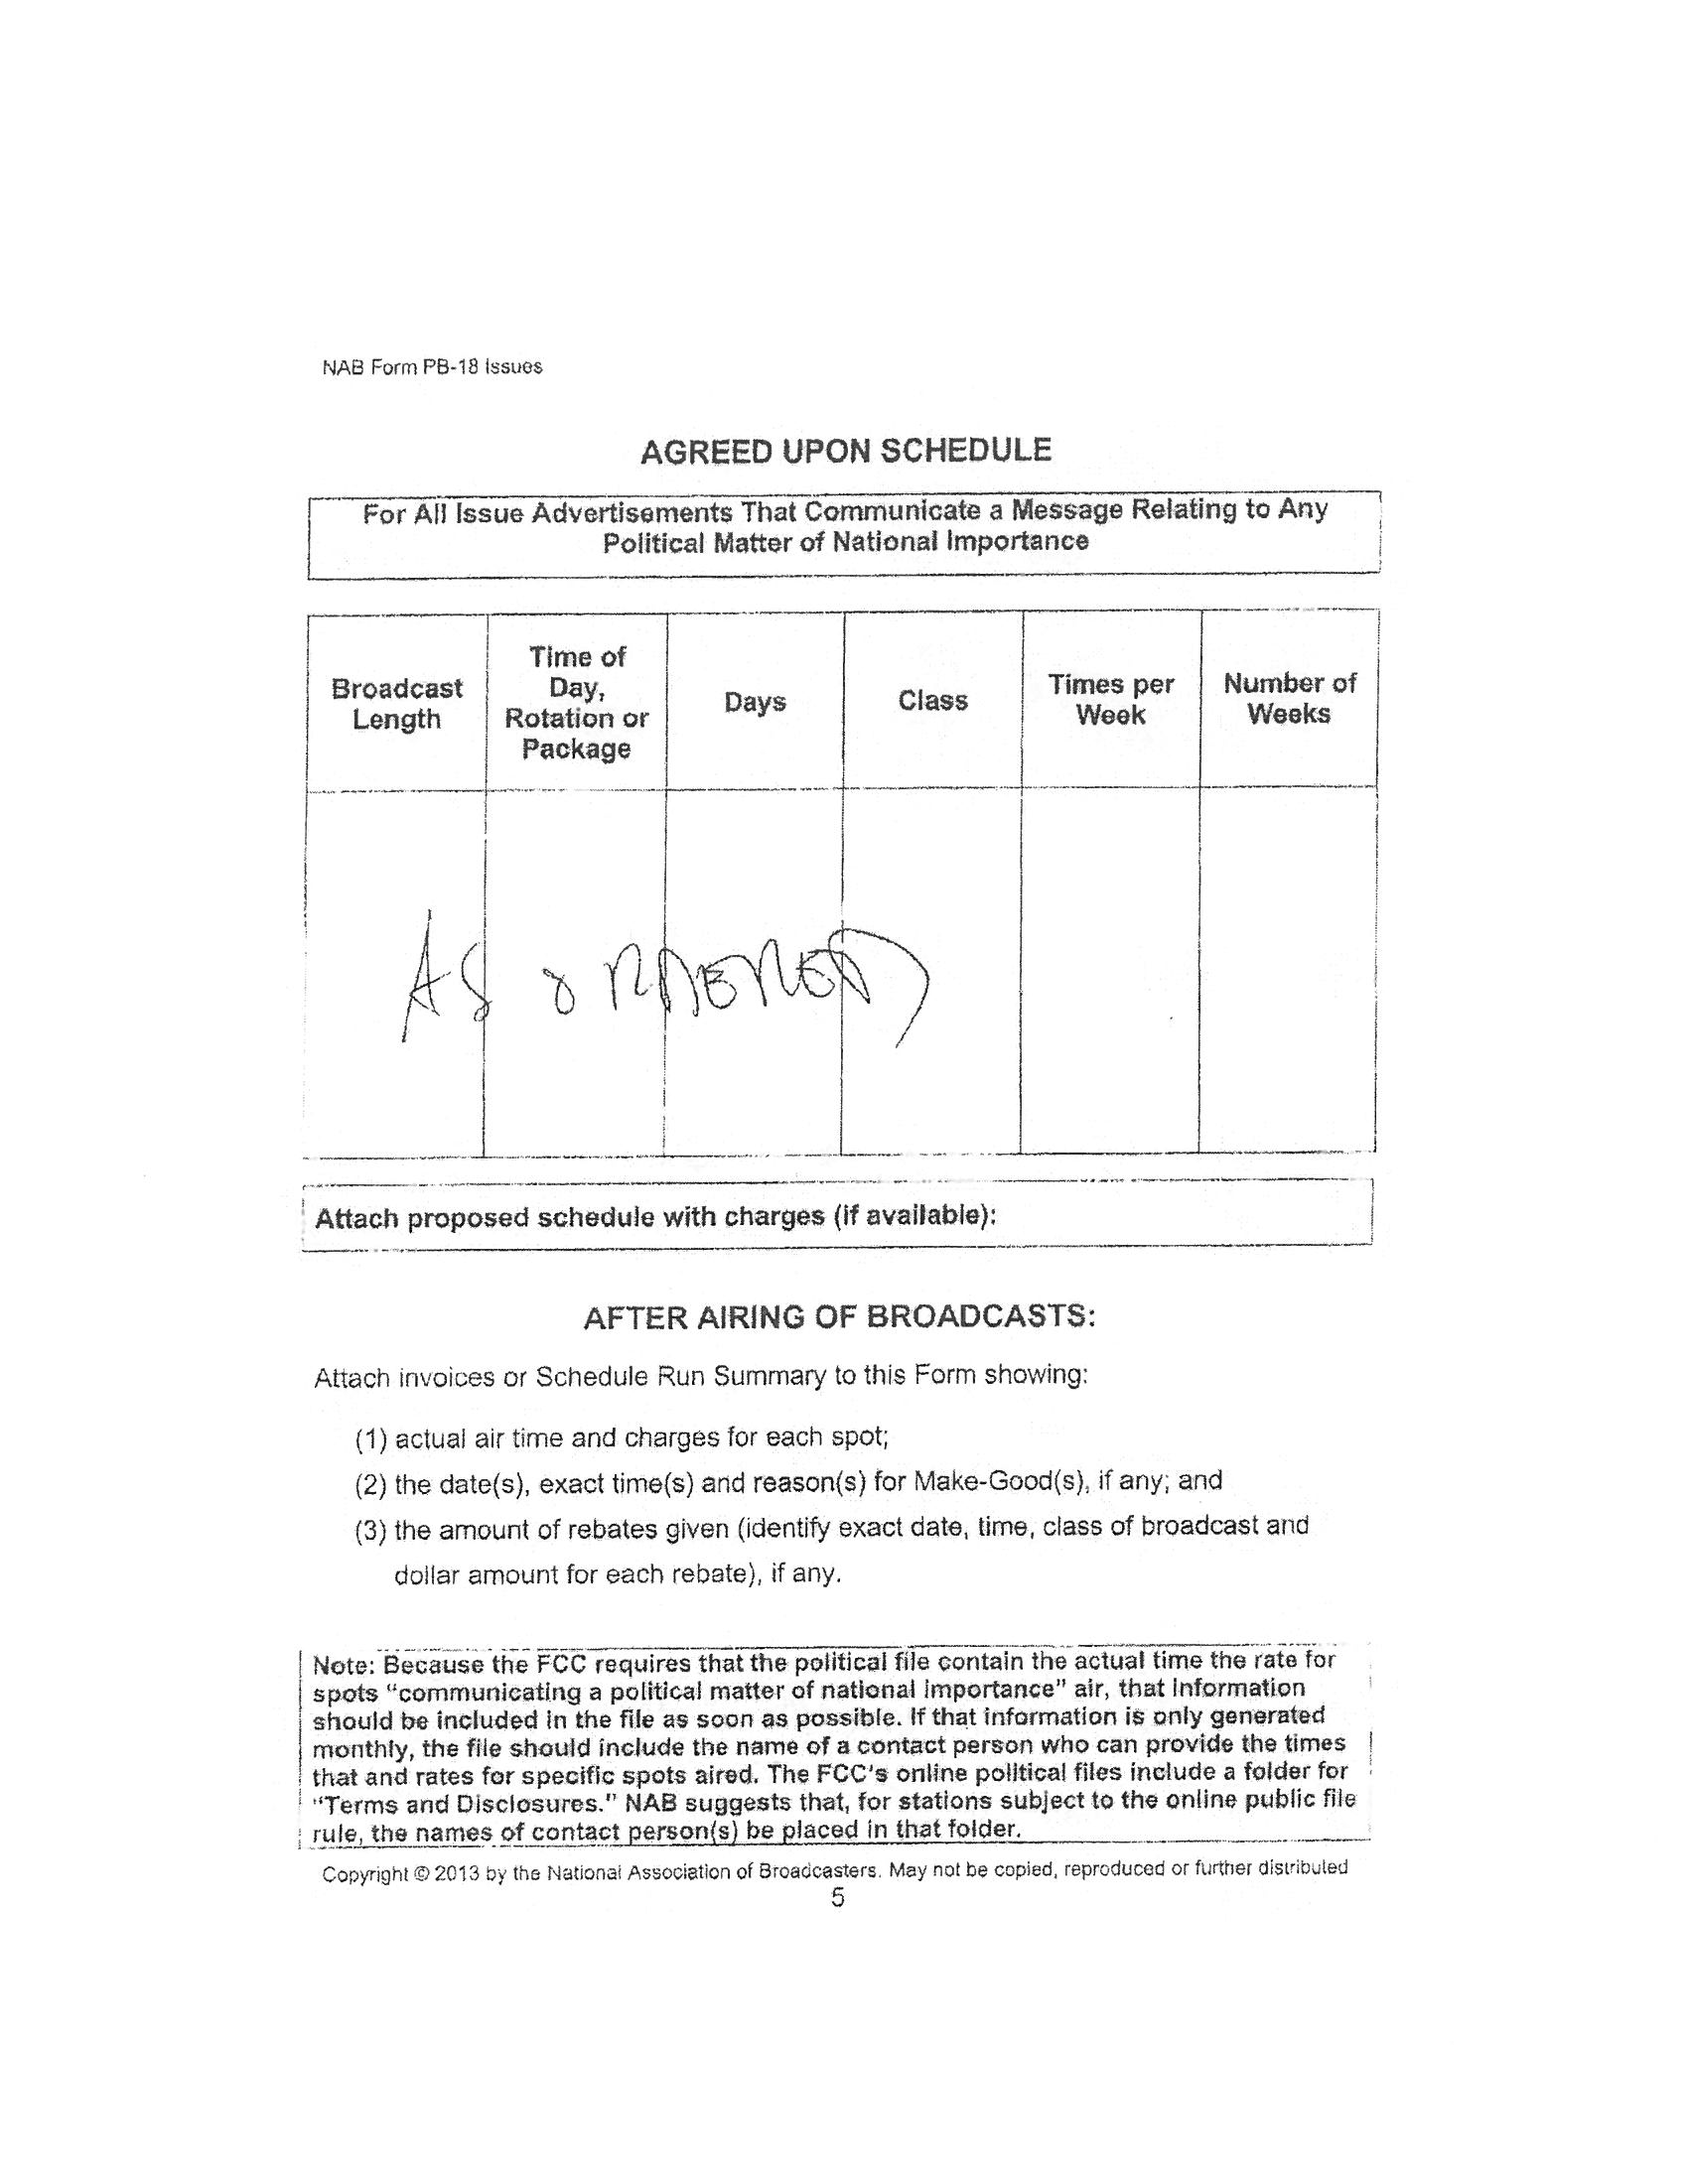 NAB Form PB-18 Issues
AGREED UPON SCHEDULE
For All Issue Advertisements That Communicate a Message Relating to Any
Political Matter of National Importance
Broadcast
Length
Time of
Day,
Rotation or
Package
Days
Class
Times per
Week
Number of
Weeks
AS ORDERED
Attach proposed schedule with charges (if available):
AFTER AIRING OF BROADCASTS:
Attach invoices or Schedule Run Summary to this Form showing:
(1) actual air time and charges for each spot;
(2) the date(s), exact time(s) and reason(s) for Make-Good(s), if any; and
(3) the amount of rebates given (identify exact date, time, class of broadcast and
dollar amount for each rebate), if any.
Note: Because the FCC requires that the political file contain the actual time the rate for
spots “communicating a political matter of national importance” air, that information
should be included in the file as soon as possible. If that information is only generated
monthly, the file should include the name of a contact person who can provide the times
that and rates for specific spots aired. The FCC's online political files include a folder for
“Terms and Disclosures.” NAB suggests that, for stations subject to the online public file
rule, the names of contact person(s) be placed in that folder.
Copyright © 2013 by the National Association of Broadcasters. May not be copied, reproduced or further distributed
5